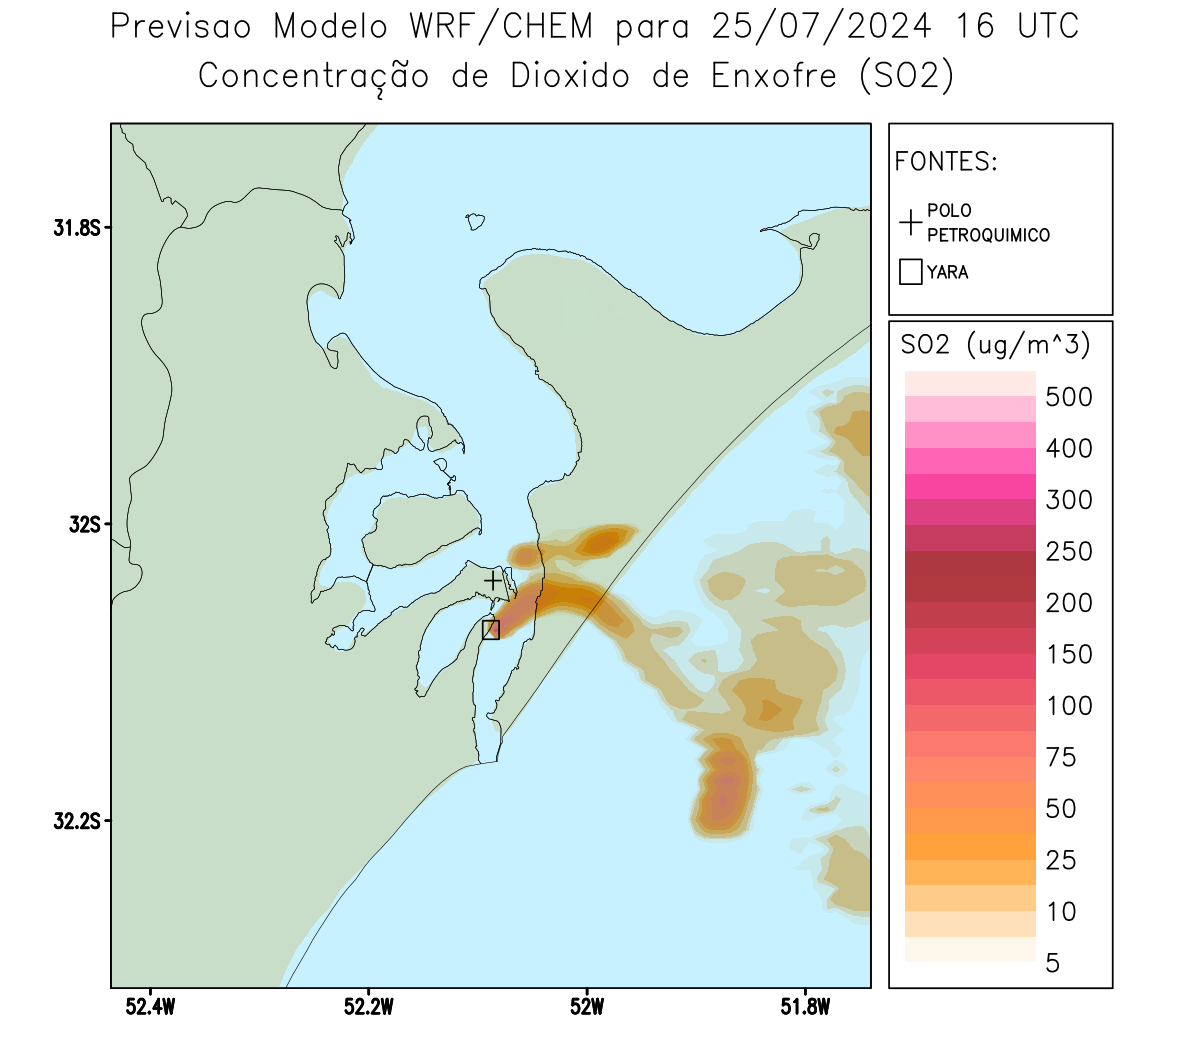 Previsao Modelo WRF/CHEM para 25/07/2024 16 UTC
Concentração de Dioxido de Enxofre (SO2)
FONTES:
POLO
PETROQUIMICO
YARA
SO2 (ug/m^3)
500
400
300
250
200
150
100
75
50
25
10
5
31.8S
32S
32.2S
52.4W
52.2W
52W
51.8W